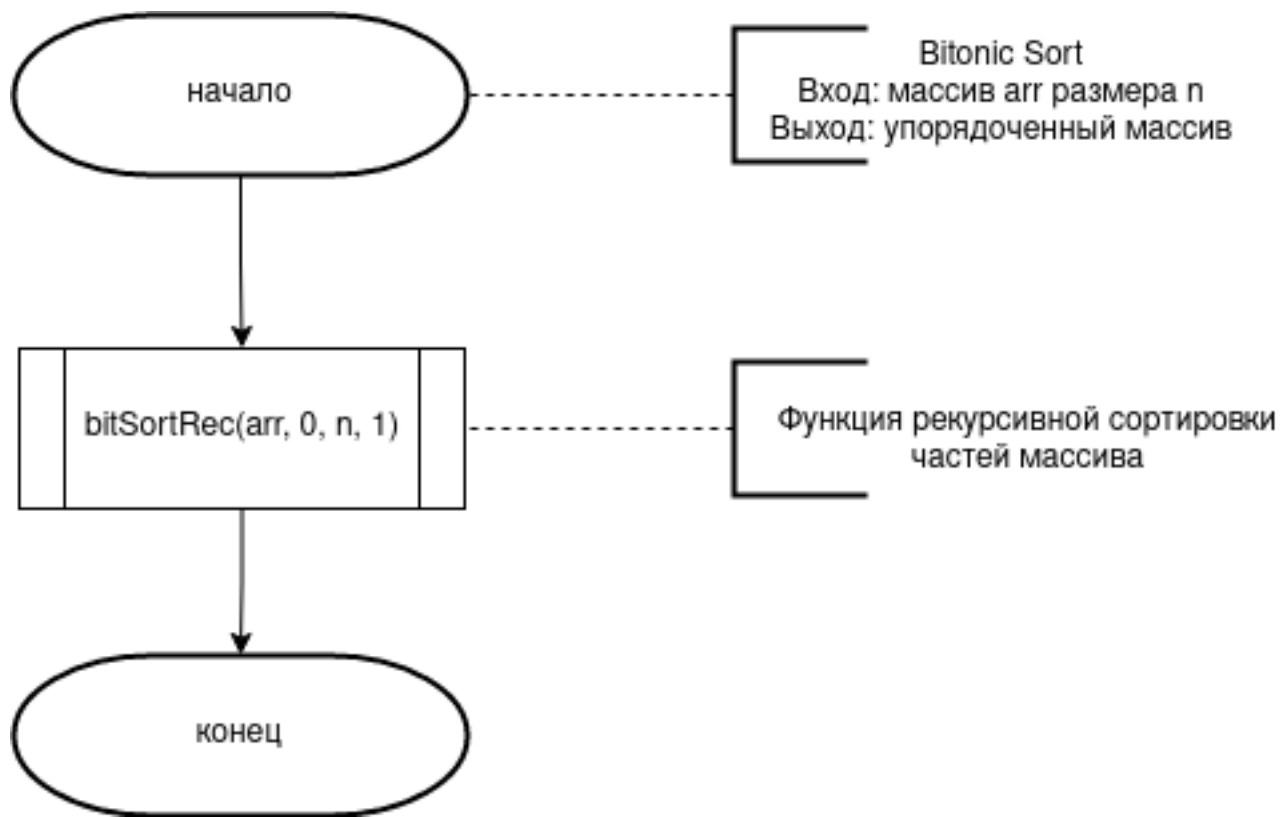 начало
Bitonic Sort
Вход: массив arr размера n
Выход: упорядоченный массив
bitSortRec(arr, 0, n, 1)
Функция рекурсивной сортировки
частей массива
конец